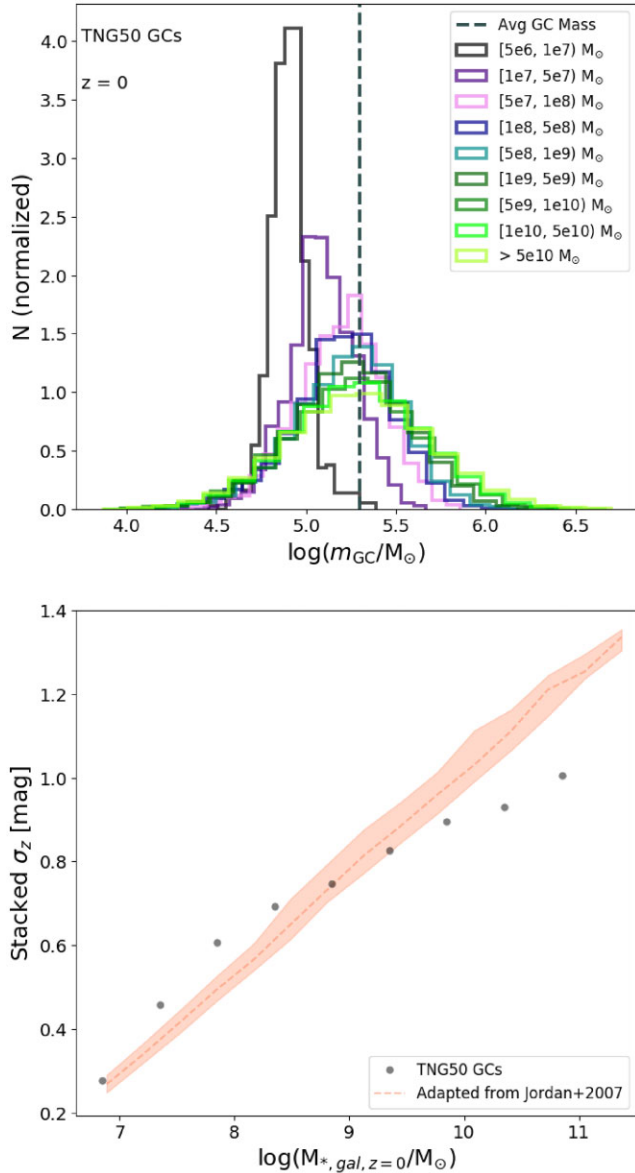 TNG50 GCs
z = 0
Avg GC Mass
[5e6, 1e7) M⊙
[1e7, 5e7) M⊙
[5e7, 1e8) M⊙
[1e8, 5e8) M⊙
[5e8, 1e9) M⊙
[1e9, 5e9) M⊙
[5e9, 1e10) M⊙
[1e10, 5e10) M⊙
> 5e10 M⊙
N (normalized)
4.0
3.5
3.0
2.5
2.0
1.5
1.0
0.5
0.0
4.0 4.5 5.0 5.5 6.0 6.5
log(m_GC/M⊙)
Stacked σ_z [mag]
1.4
1.2
1.0
0.8
0.6
0.4
0.2
TNG50 GCs
Adapted from Jordan+2007
7 8 9 10 11
log(M_*, gal, z=0/M⊙)